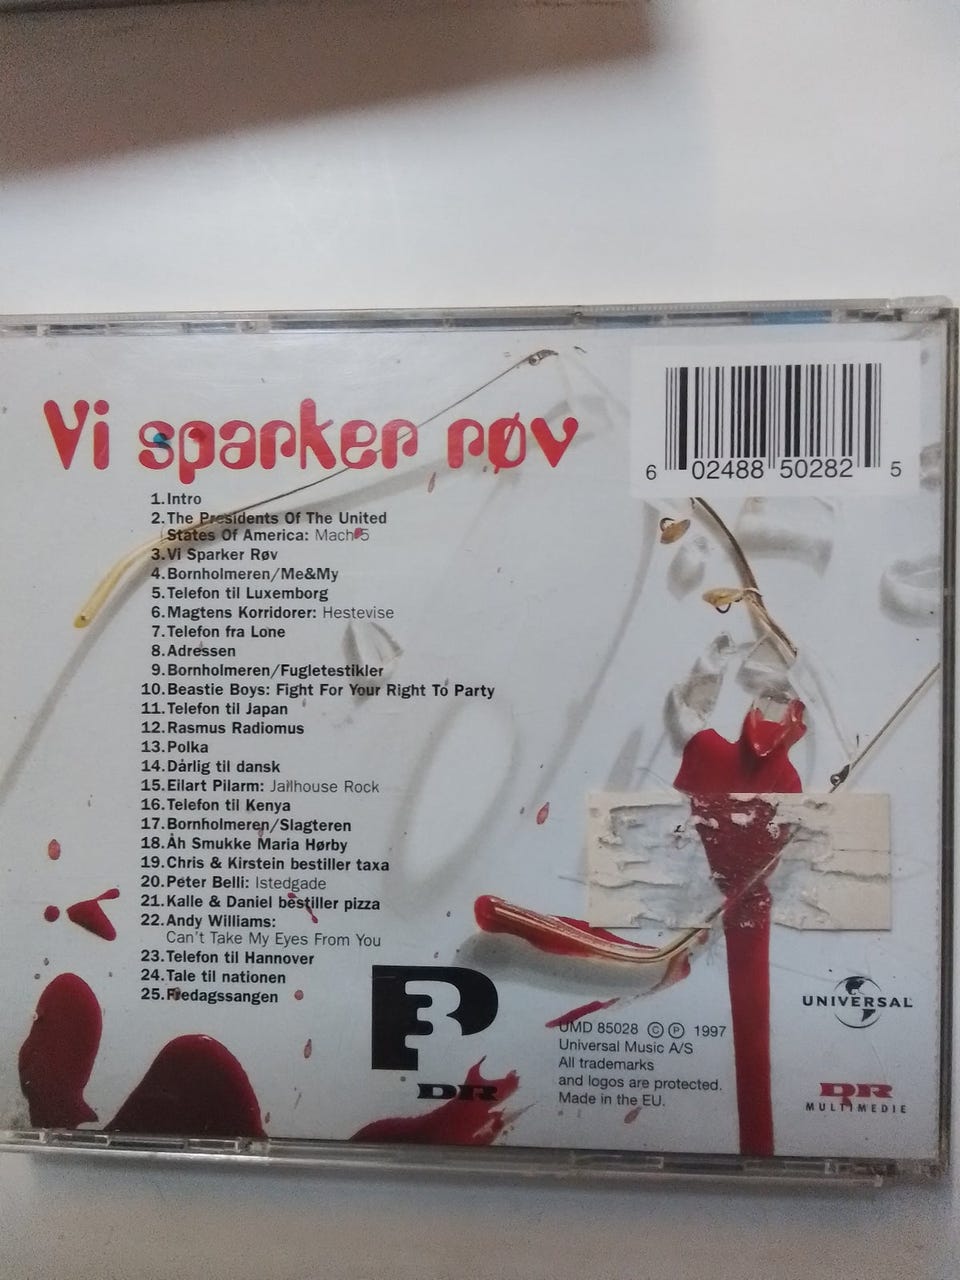 Vi sparker røv
6 02488 50282 5
1. Intro
2. The Presidents Of The United
States Of America: Mach 5
3. Vi Sparker Røv
4. Bornholmeren/Me&My
5. Telefon til Luxemborg
6. Magtens Korridorer: Hestevise
7. Telefon fra Lone
8. Adressen
9. Bornholmeren/Fugletestikler
10. Beastie Boys: Fight For Your Right To Party
11. Telefon til Japan
12. Rasmus Radiomus
13. Polka
14. Dårlig til dansk
15. Eilart Pilarm: Jailhouse Rock
16. Telefon til Kenya
17. Bornholmeren/Slagteren
18. Åh Smukke Maria Hørby
19. Chris & Kirstein bestiller taxa
20. Peter Belli: Istedgade
21. Kalle & Daniel bestiller pizza
22. Andy Williams:
Can't Take My Eyes From You
23. Telefon til Hannover
24. Tale til nationen
25. Fredagssangen
P3
DR
UMD 85028 © ℗ 1997
Universal Music A/S
All trademarks
and logos are protected.
Made in the EU.
UNIVERSAL
DR
MULTIMEDIE